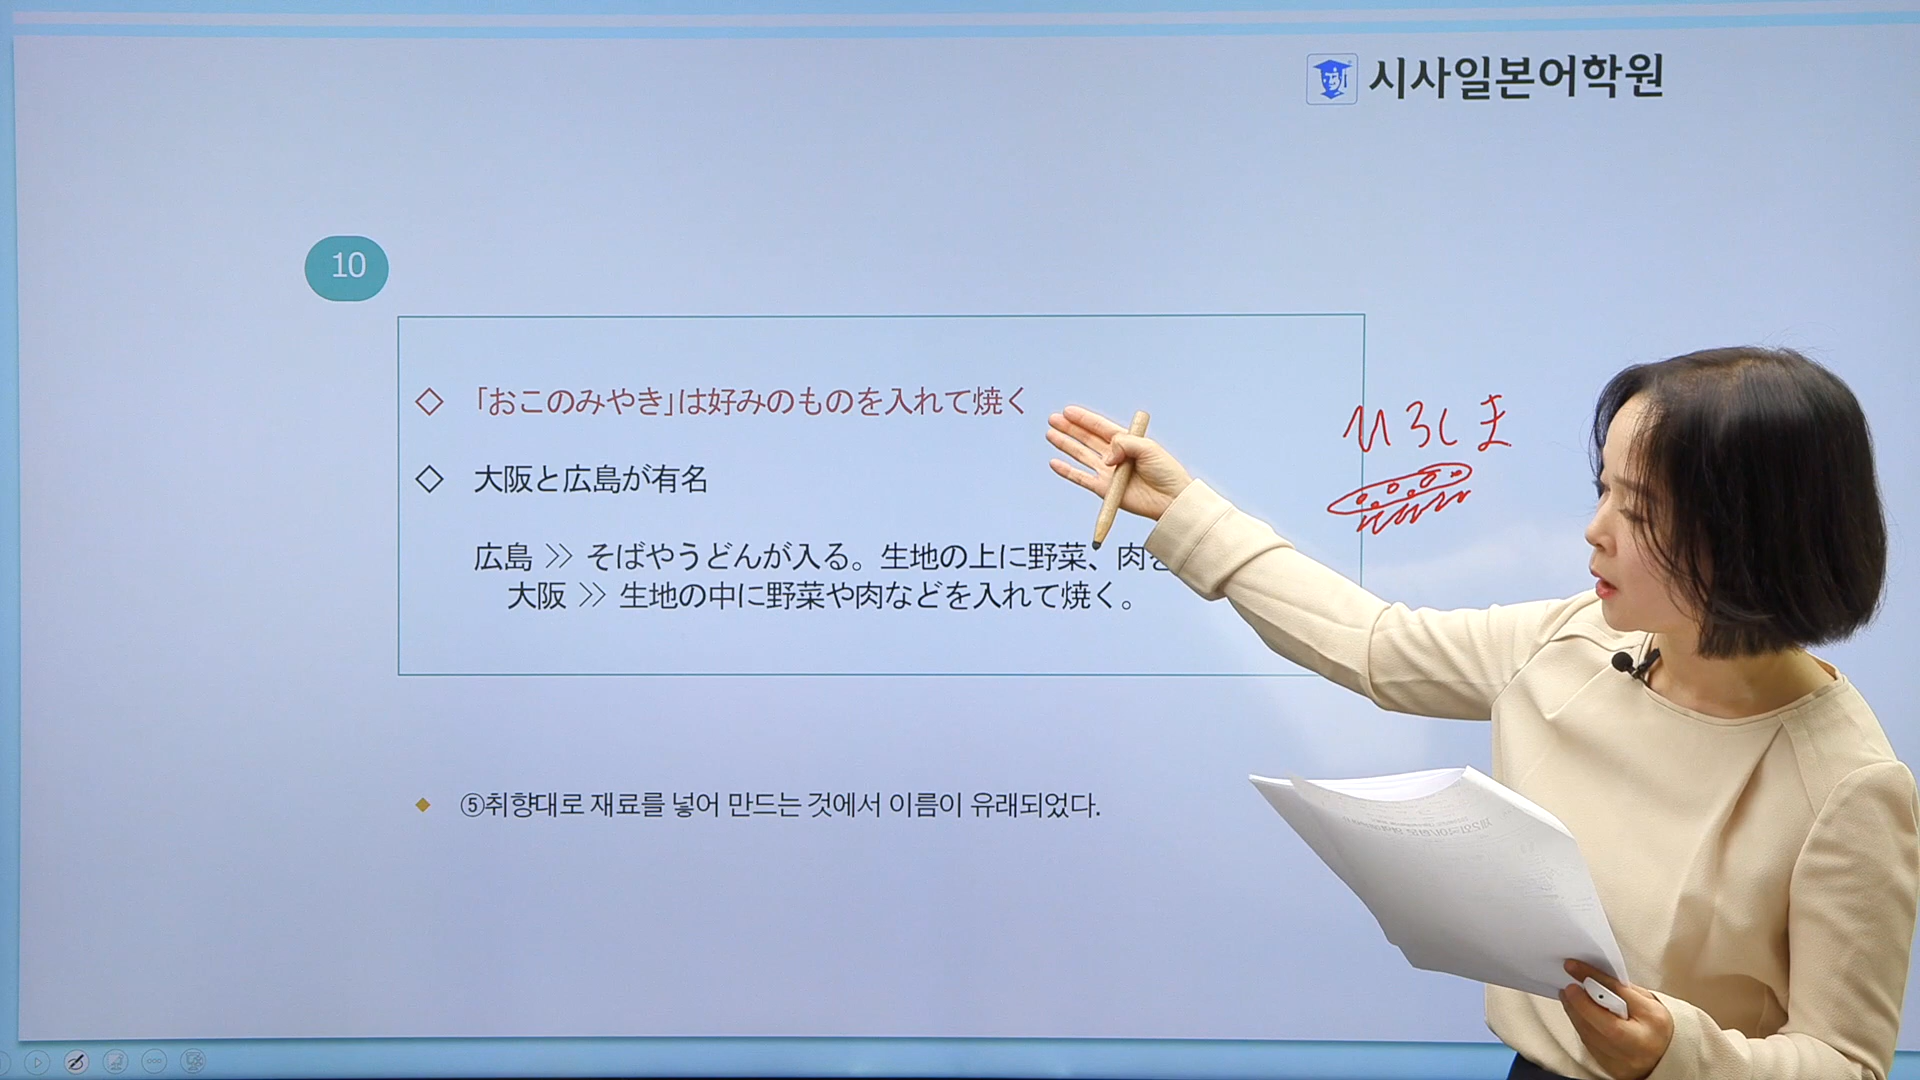 시사일본어학원
10
◇ 「おこのみやき」は好みのものを入れて焼く
ひろしま
◇ 大阪と広島が有名
広島 ≫ そばやうどんが入る。生地の上に野菜、肉を
大阪 ≫ 生地の中に野菜や肉などを入れて焼く。
◆ ⑤취향대로 재료를 넣어 만드는 것에서 이름이 유래되었다.